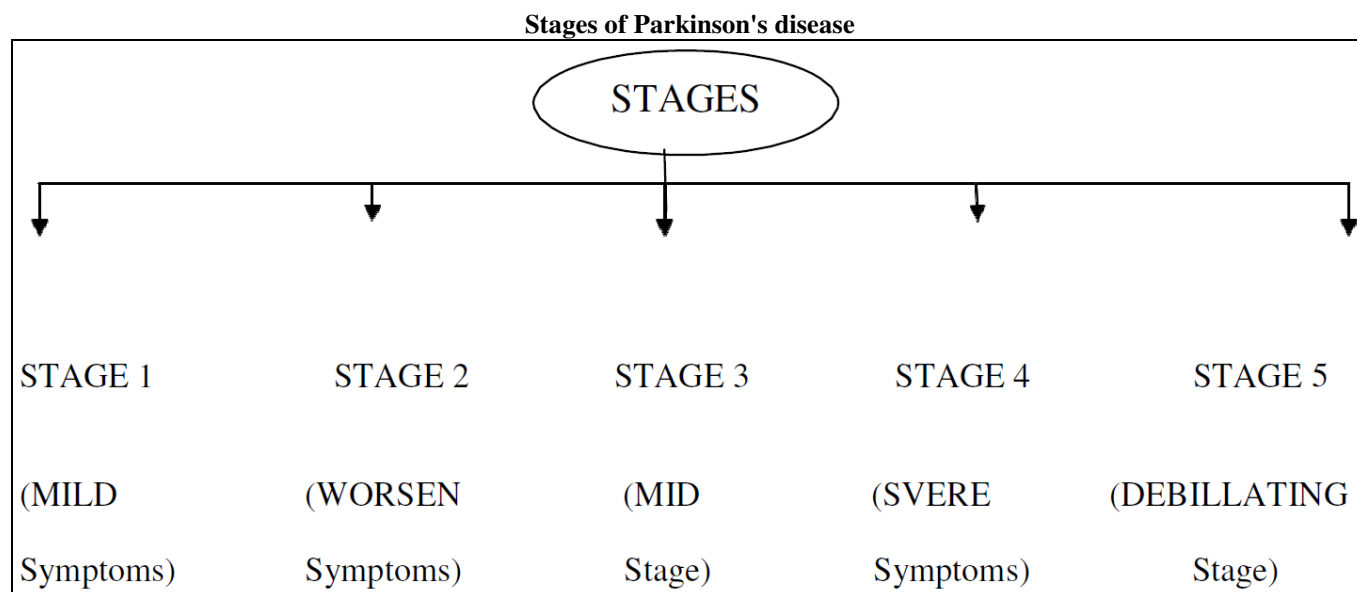 Stages of Parkinson's disease
STAGES
STAGE 1 STAGE 2 STAGE 3 STAGE 4 STAGE 5
(MILD (WORSEN (MID (SVERE (DEBILLATING
Symptoms) Symptoms) Stage) Symptoms) Stage)